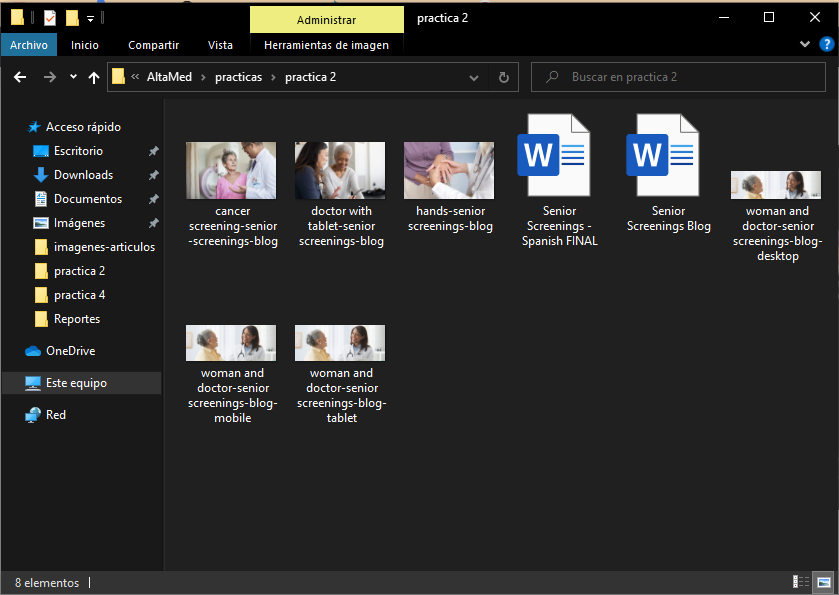 Administrar
practica 2
Archivo
Inicio
Compartir
Vista
Herramientas de imagen
?
« AltaMed > practicas > practica 2
Buscar en practica 2
Acceso rápido
Escritorio
Downloads
Documentos
Imágenes
imagenes-articulos
practica 2
practica 4
Reportes
OneDrive
Este equipo
Red
cancer
screening-senior
-screenings-blog
doctor with
tablet-senior
screenings-blog
hands-senior
screenings-blog
W
Senior
Screenings -
Spanish FINAL
W
Senior
Screenings Blog
woman and
doctor-senior
screenings-blog-
desktop
woman and
doctor-senior
screenings-blog-
mobile
woman and
doctor-senior
screenings-blog-
tablet
8 elementos